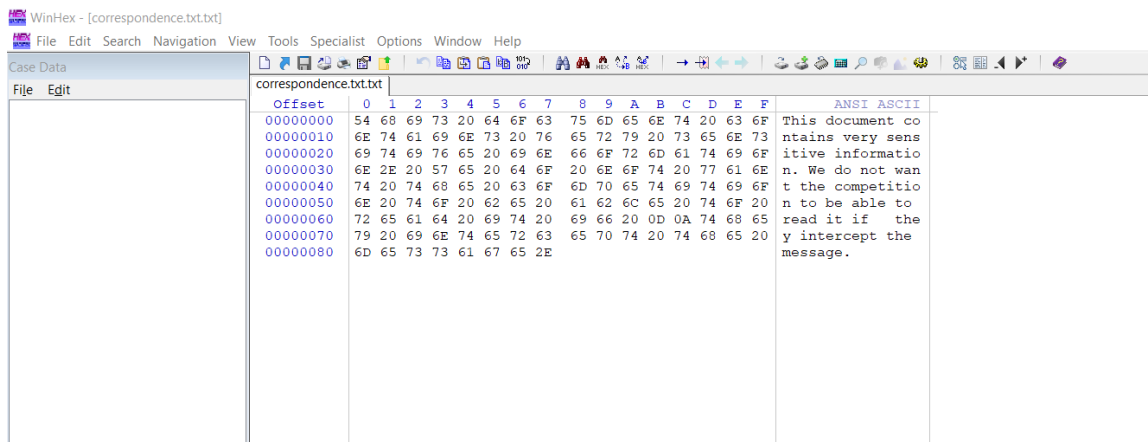 WinHex - [correspondence.txt.txt]
File Edit Search Navigation View Tools Specialist Options Window Help
Case Data
File Edit
correspondence.txt.txt
Offset 0 1 2 3 4 5 6 7 8 9 A B C D E F ANSI ASCII
00000000 54 68 69 73 20 64 6F 63 75 6D 65 6E 74 20 63 6F This document co
00000010 6E 74 61 69 6E 73 20 76 65 72 79 20 73 65 6E 73 ntains very sens
00000020 69 74 69 76 65 20 69 6E 66 6F 72 6D 61 74 69 6F itive informatio
00000030 6E 2E 20 57 65 20 64 6F 20 6E 6F 74 20 77 61 6E n. We do not wan
00000040 74 20 74 68 65 20 63 6F 6D 70 65 74 69 74 69 6F t the competitio
00000050 6E 20 74 6F 20 62 65 20 61 62 6C 65 20 74 6F 20 n to be able to
00000060 72 65 61 64 20 69 74 20 69 66 20 0D 0A 74 68 65 read it if the
00000070 79 20 69 6E 74 65 72 63 65 70 74 20 74 68 65 20 y intercept the
00000080 6D 65 73 73 61 67 65 2E message.